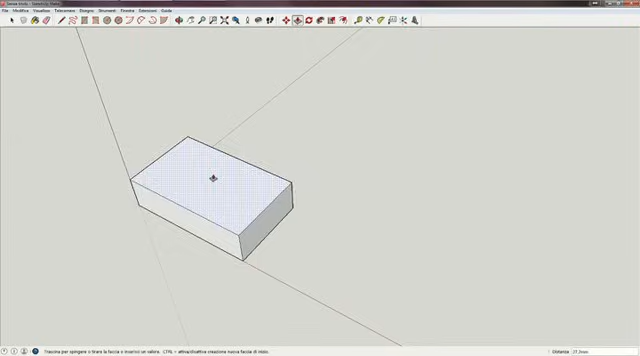 File Modifica Visualizza Telecamera Disegno Strumenti Finestra Estensioni Guida
Trascina per spingere o tirare la faccia o inserisci un valore. CTRL = attiva/disattiva creazione nuova faccia di inizio.
Distanza